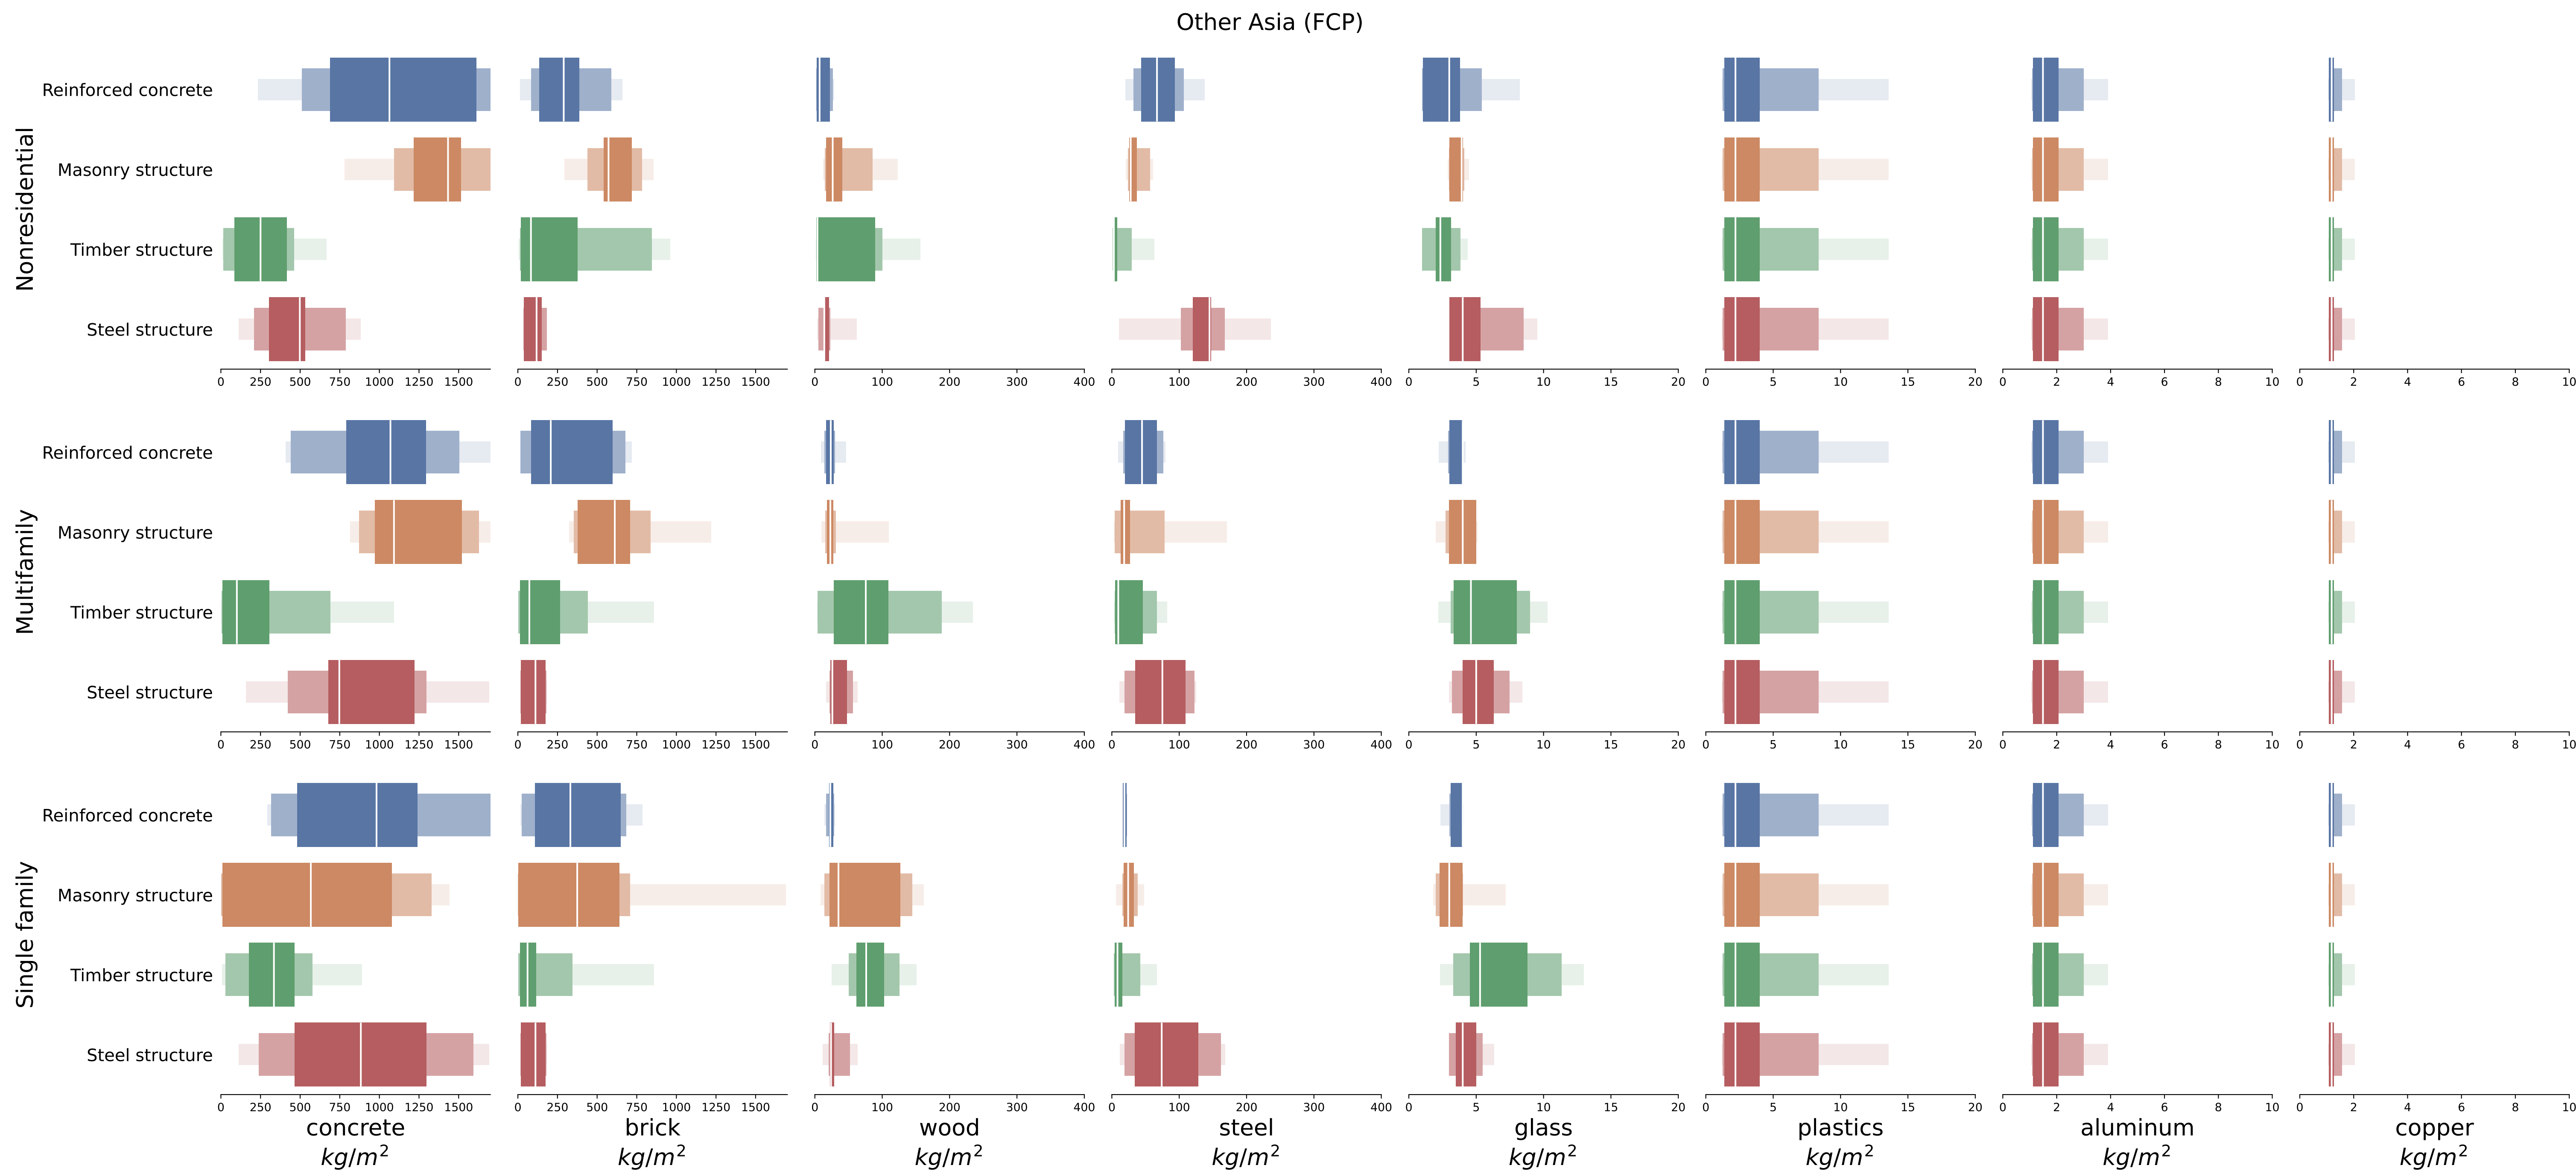 Other Asia (FCP)
Nonresidential
Reinforced concrete
Masonry structure
Timber structure
Steel structure
0 250 500 750 1000 1250 1500 0 250 500 750 1000 1250 1500 0 100 200 300 400 0 100 200 300 400 0 5 10 15 20 0 5 10 15 20 0 2 4 6 8 10 0 2 4 6 8 10
Multifamily
Reinforced concrete
Masonry structure
Timber structure
Steel structure
0 250 500 750 1000 1250 1500 0 250 500 750 1000 1250 1500 0 100 200 300 400 0 100 200 300 400 0 5 10 15 20 0 5 10 15 20 0 2 4 6 8 10 0 2 4 6 8 10
Single family
Reinforced concrete
Masonry structure
Timber structure
Steel structure
0 250 500 750 1000 1250 1500 0 250 500 750 1000 1250 1500 0 100 200 300 400 0 100 200 300 400 0 5 10 15 20 0 5 10 15 20 0 2 4 6 8 10 0 2 4 6 8 10
concrete brick wood steel glass plastics aluminum copper
kg/m² kg/m² kg/m² kg/m² kg/m² kg/m² kg/m² kg/m²